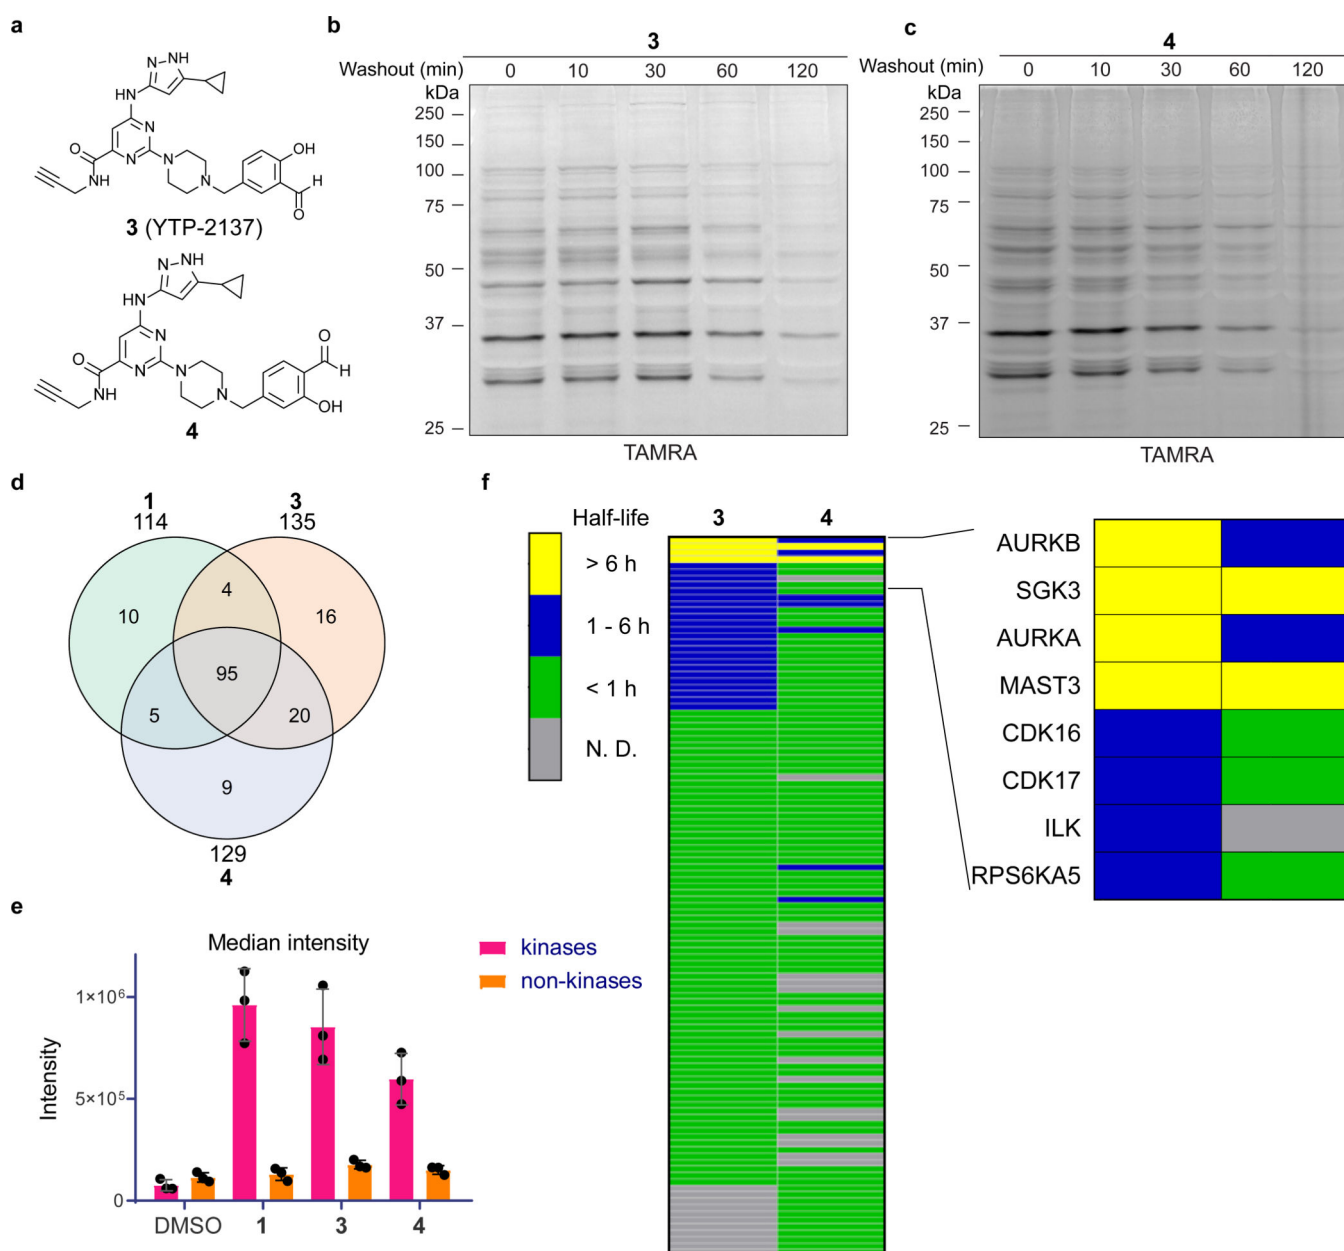 a
N NH
HN
N
O
N N
NH
N
OH
H
O
3 (YTP-2137)
N NH
HN
N
O
N N
NH
N
O
H
OH
4
b
3
Washout (min) 0 10 30 60 120
kDa
250
150
100
75
50
37
25
TAMRA
c
4
Washout (min) 0 10 30 60 120
kDa
250
150
100
75
50
37
25
TAMRA
d
1 3
114 135
4
10 16
95
5 20
9
129
4
e
Median intensity
kinases
non-kinases
Intensity
1×10⁶
5×10⁵
0
DMSO 1 3 4
f
Half-life 3 4
> 6 h
1 - 6 h
< 1 h
N. D.
AURKB
SGK3
AURKA
MAST3
CDK16
CDK17
ILK
RPS6KA5